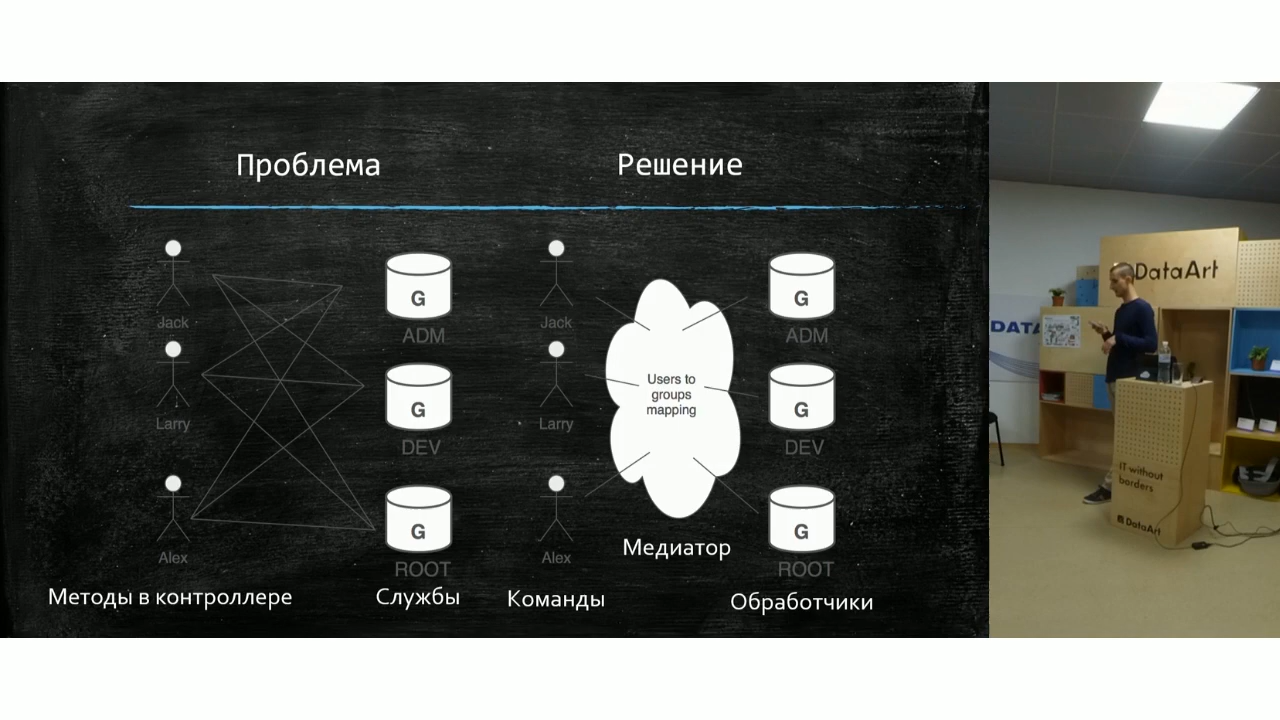 Проблема
Решение
Jack
Larry
Alex
G
ADM
G
DEV
G
ROOT
Методы в контроллере
Службы
Jack
Larry
Alex
Users to
groups
mapping
G
ADM
G
DEV
G
ROOT
Медиатор
Команды
Обработчики
DataArt
DATA
IT without
borders
DataArt